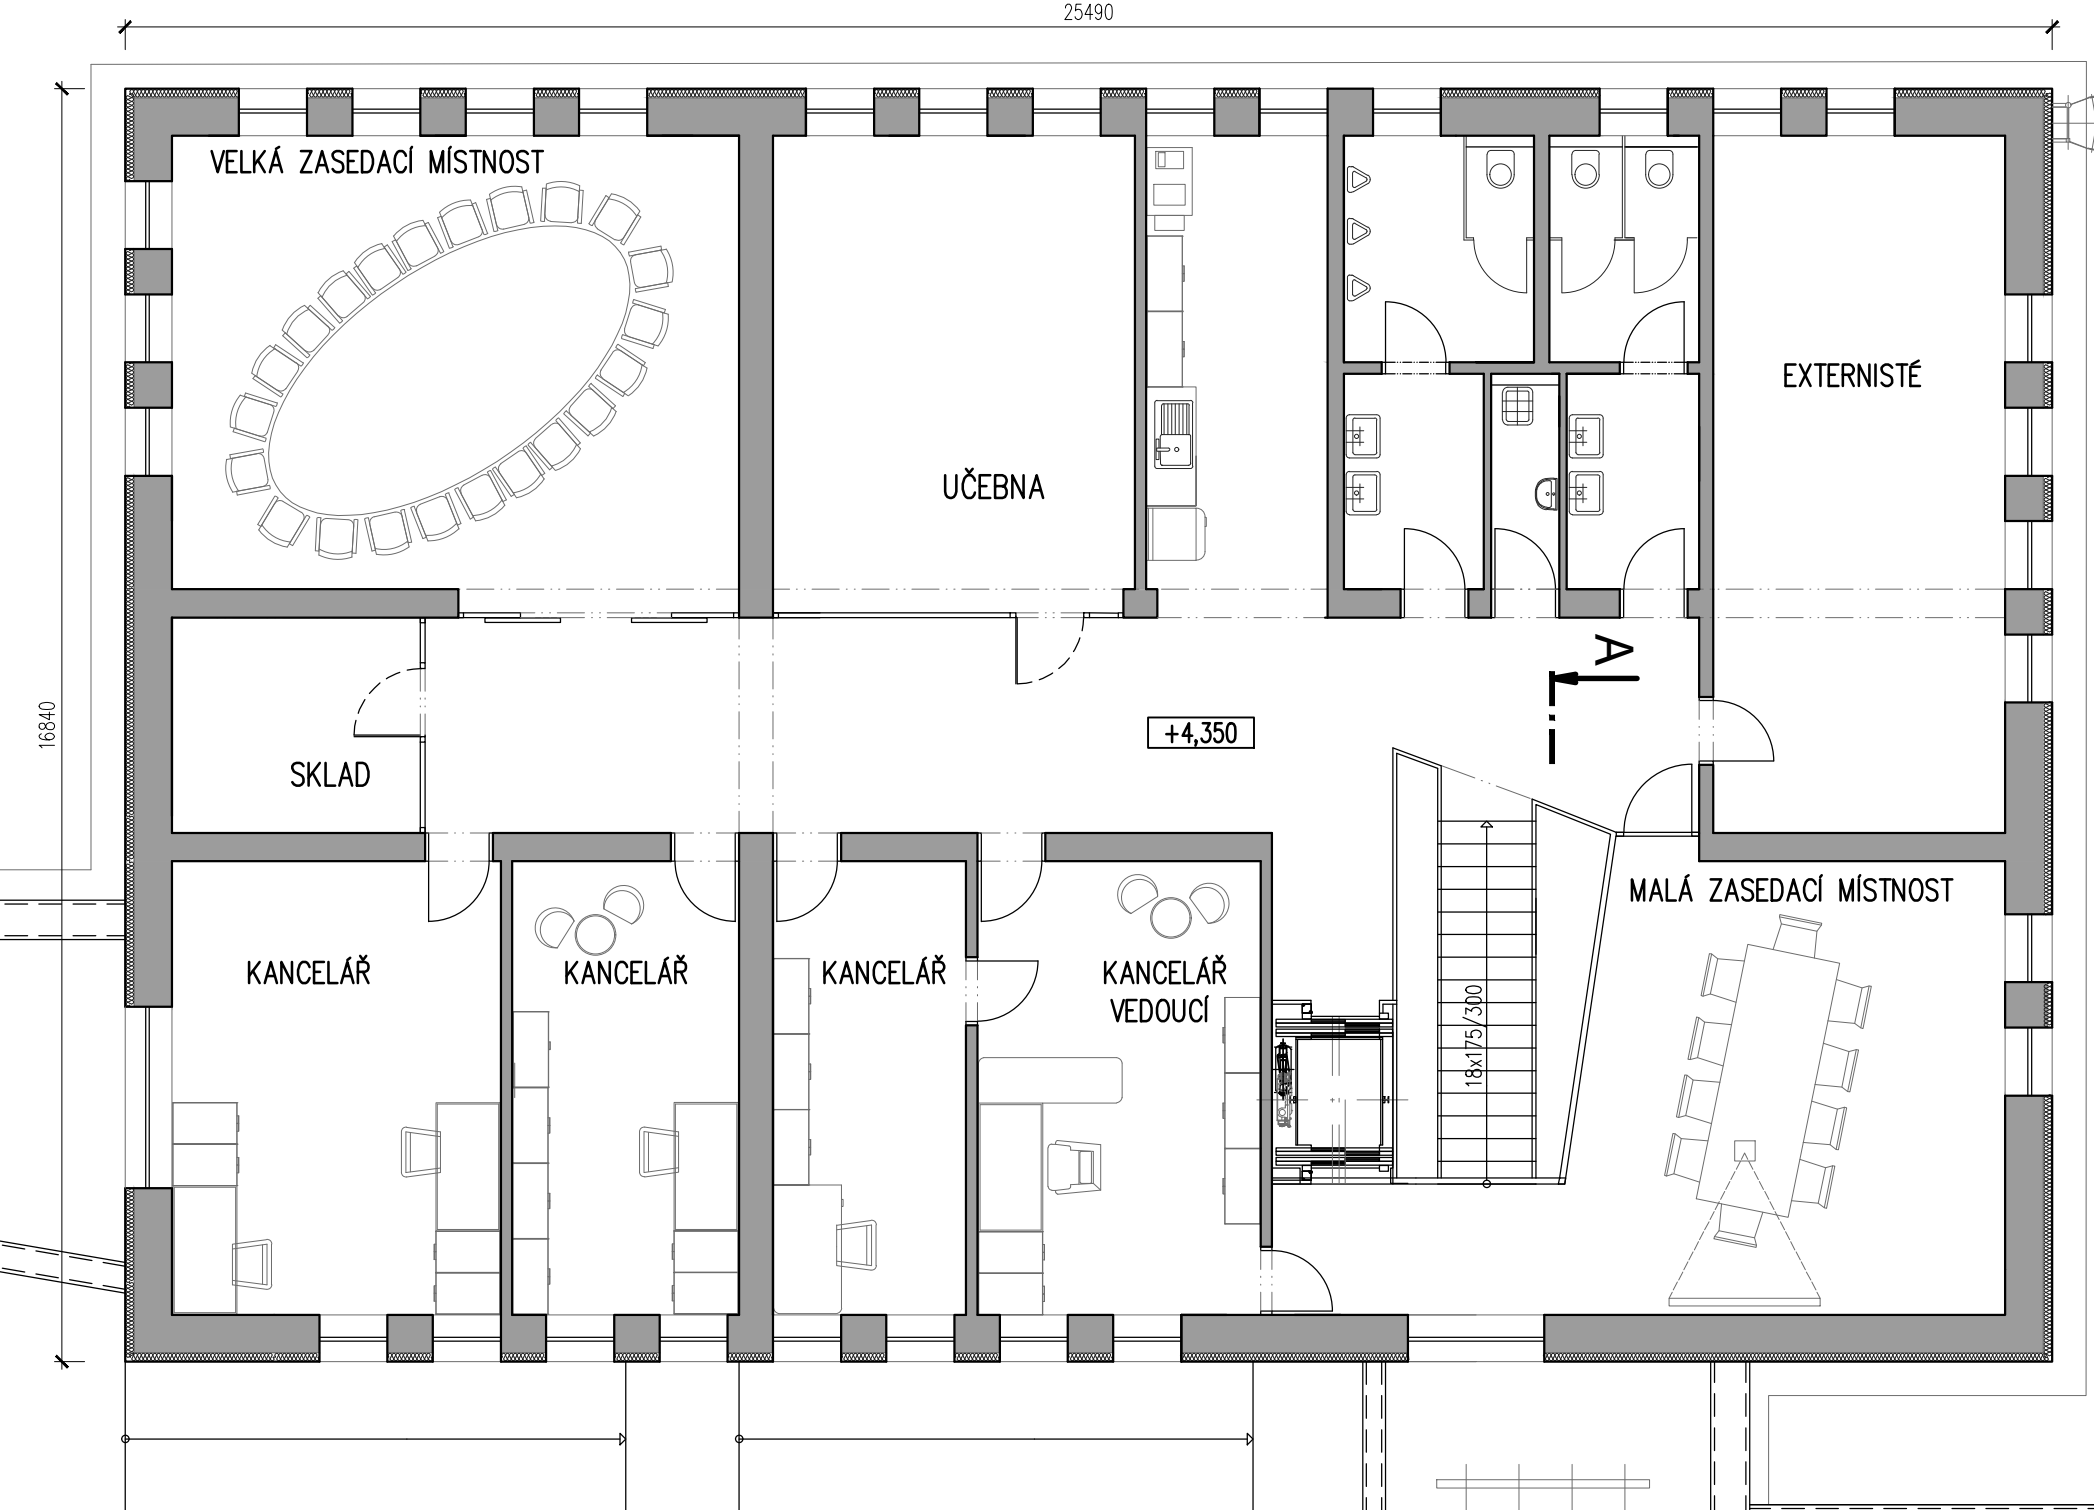 25490
VELKÁ ZASEDACÍ MÍSTNOST
EXTERNISTÉ
UČEBNA
A
16840
+4,350
SKLAD
MALÁ ZASEDACÍ MÍSTNOST
KANCELÁŘ
KANCELÁŘ
KANCELÁŘ
KANCELÁŘ
VEDOUCÍ
18x175/300